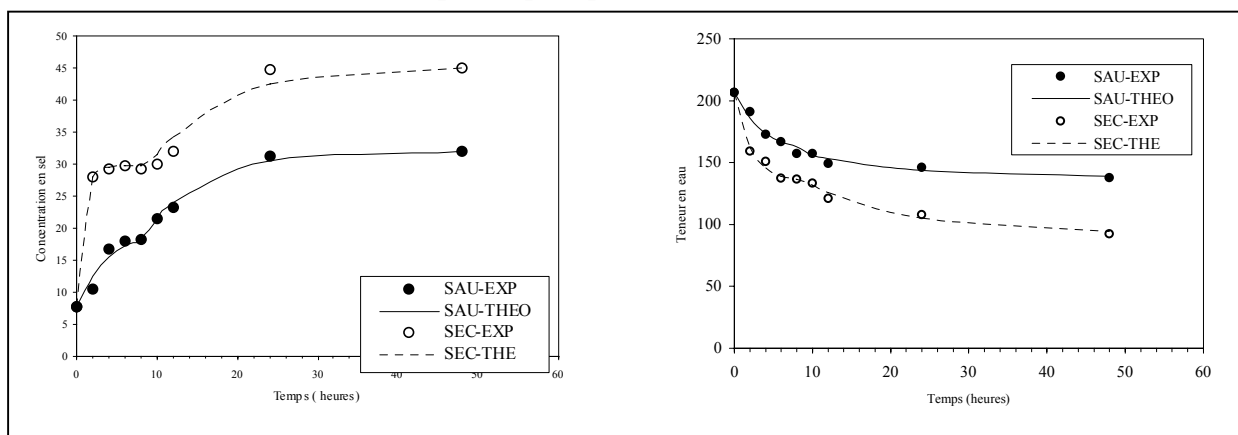 50
45
40
35
30
25
20
15
10
5
0
Concentration en sel
0 10 20 30 40 50 60
Temps ( heures)
SAU-EXP
SAU-THEO
SEC-EXP
SEC-THE
250
200
150
100
50
0
Teneur en eau
0 10 20 30 40 50 60
Temps (heures)
SAU-EXP
SAU-THEO
SEC-EXP
SEC-THE